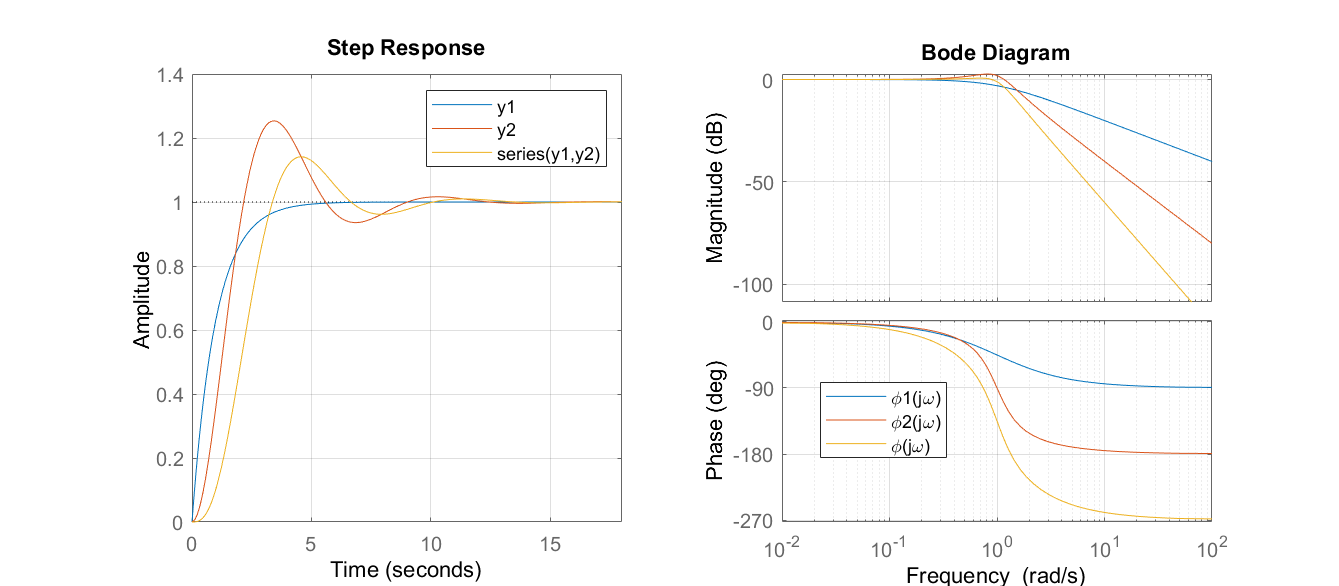 Step Response
1.4
1.2
1
0.8
0.6
0.4
0.2
0
Amplitude
y1
y2
series(y1,y2)
0 5 10 15
Time (seconds)
Bode Diagram
0
-50
-100
Magnitude (dB)
0
-90
-180
-270
Phase (deg)
ϕ1(jω)
ϕ2(jω)
ϕ(jω)
10⁻² 10⁻¹ 10⁰ 10¹ 10²
Frequency (rad/s)